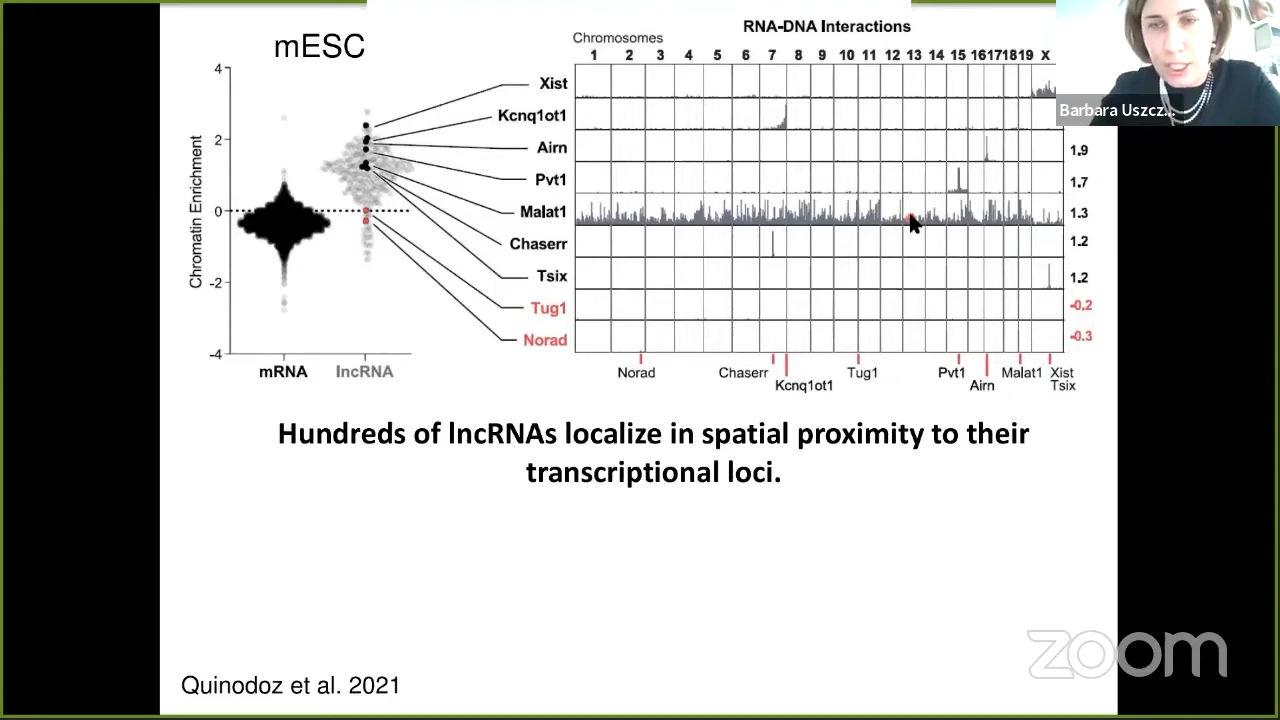 mESC
RNA-DNA Interactions
Chromosomes
1 2 3 4 5 6 7 8 9 10 11 12 13 14 15 16 17 18 19 X
Barbara Uszcz...
4
2
0
-2
-4
Chromatin Enrichment
mRNA
lncRNA
Xist
Kcnq1ot1
Airn
1.9
Pvt1
1.7
Malat1
1.3
Chaserr
1.2
Tsix
1.2
Tug1
-0.2
Norad
-0.3
Norad
Chaserr
Kcnq1ot1
Tug1
Pvt1
Airn
Malat1
Xist
Tsix
Hundreds of lncRNAs localize in spatial proximity to their
transcriptional loci.
Quinodoz et al. 2021
zoom